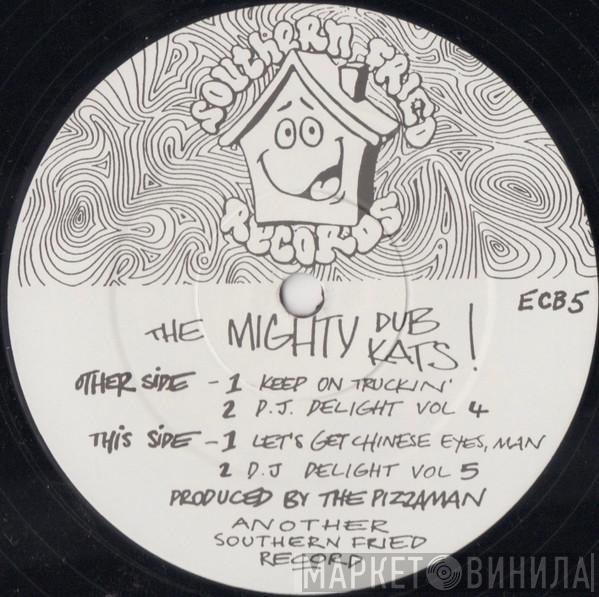 SOUTHERN FRIED
RECORDS
ECB5
THE MIGHTY DUB KATS!
OTHER SIDE - 1 KEEP ON TRUCKIN'
2 D.J. DELIGHT VOL 4
THIS SIDE - 1 LET'S GET CHINESE EYES, MAN
2 D.J DELIGHT VOL 5
PRODUCED BY THE PIZZAMAN
ANOTHER
SOUTHERN FRIED
RECORD
МАРКЕТ ВИНИЛА